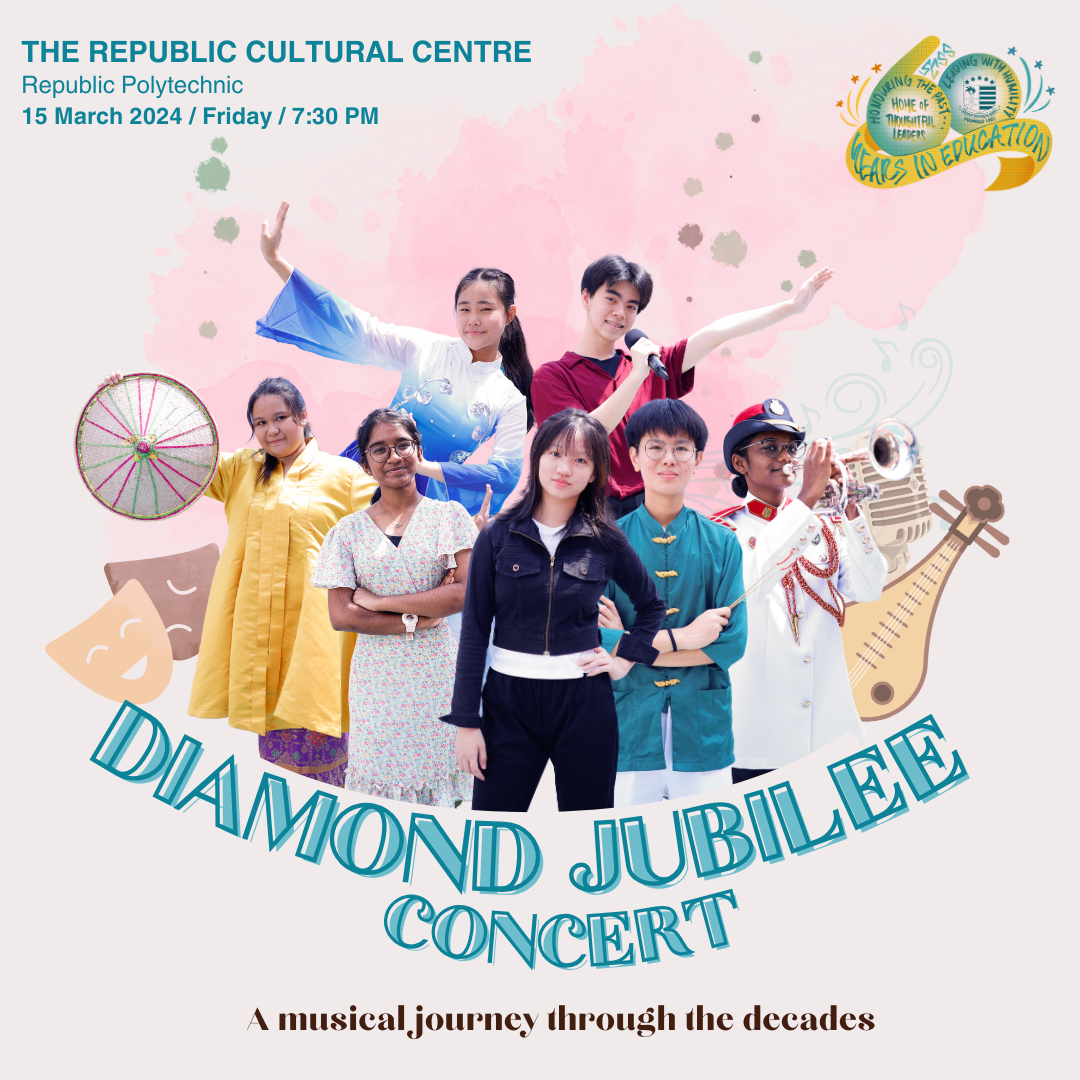 THE REPUBLIC CULTURAL CENTRE
Republic Polytechnic
15 March 2024 / Friday / 7:30 PM
HONOURING THE PAST...
LEADING WITH HUMILITY
HOME OF
THOUGHTFUL
LEADERS
YEARS IN EDUCATION
DIAMOND JUBILEE
CONCERT
A musical journey through the decades